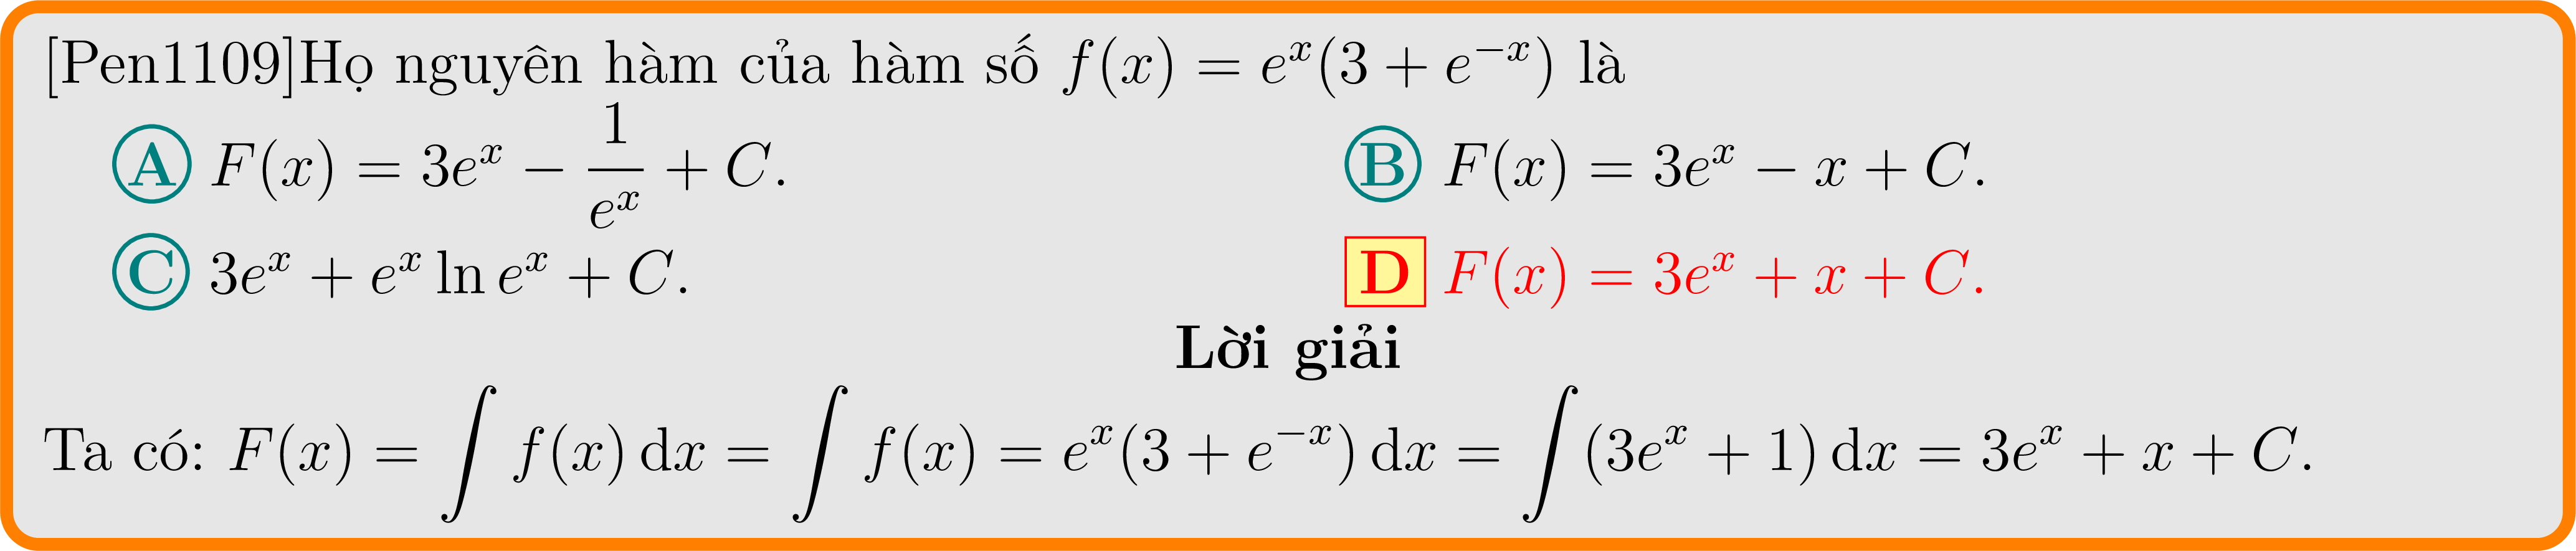 [Pen1109]Họ nguyên hàm của hàm số $f(x) = e^x(3 + e^{-x})$ là
A $F(x) = 3e^x - \dfrac{1}{e^x} + C.$ B $F(x) = 3e^x - x + C.$
C $3e^x + e^x \ln e^x + C.$ D $F(x) = 3e^x + x + C.$
Lời giải
Ta có: $F(x) = \int f(x)\,\mathrm{d}x = \int f(x) = e^x(3 + e^{-x})\,\mathrm{d}x = \int (3e^x + 1)\,\mathrm{d}x = 3e^x + x + C.$